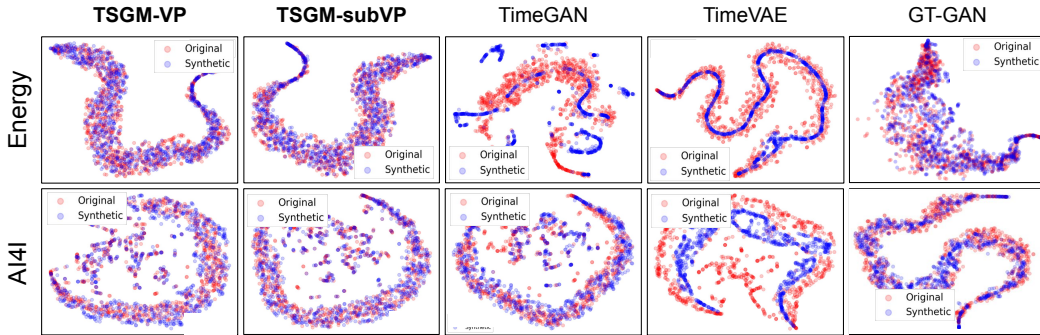 TSGM-VP
TSGM-subVP
TimeGAN
TimeVAE
GT-GAN
Energy
Original
Synthetic
Original
Synthetic
Original
Synthetic
Original
Synthetic
Original
Synthetic
AI4I
Original
Synthetic
Original
Synthetic
Original
Synthetic
Original
Synthetic
Original
Synthetic